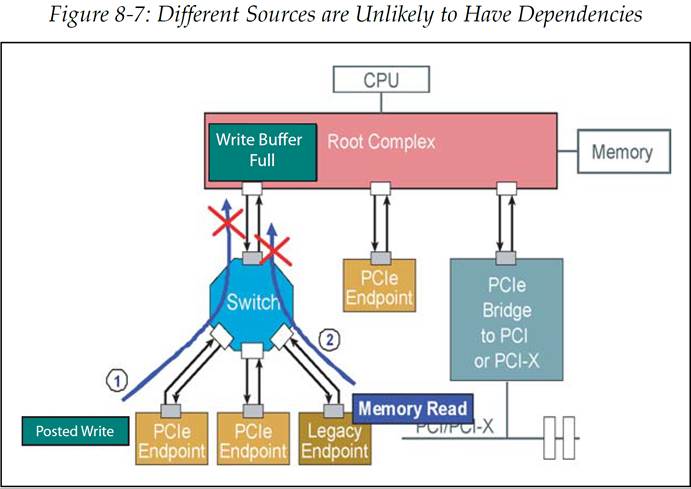 Figure 8-7: Different Sources are Unlikely to Have Dependencies
CPU
Write Buffer
Full
Root Complex
Memory
Switch
PCIe
Endpoint
PCIe
Bridge
to PCI
or PCI-X
1
2
Posted Write
PCIe
Endpoint
PCIe
Endpoint
Legacy
Endpoint
Memory Read
PCI/PCI-X